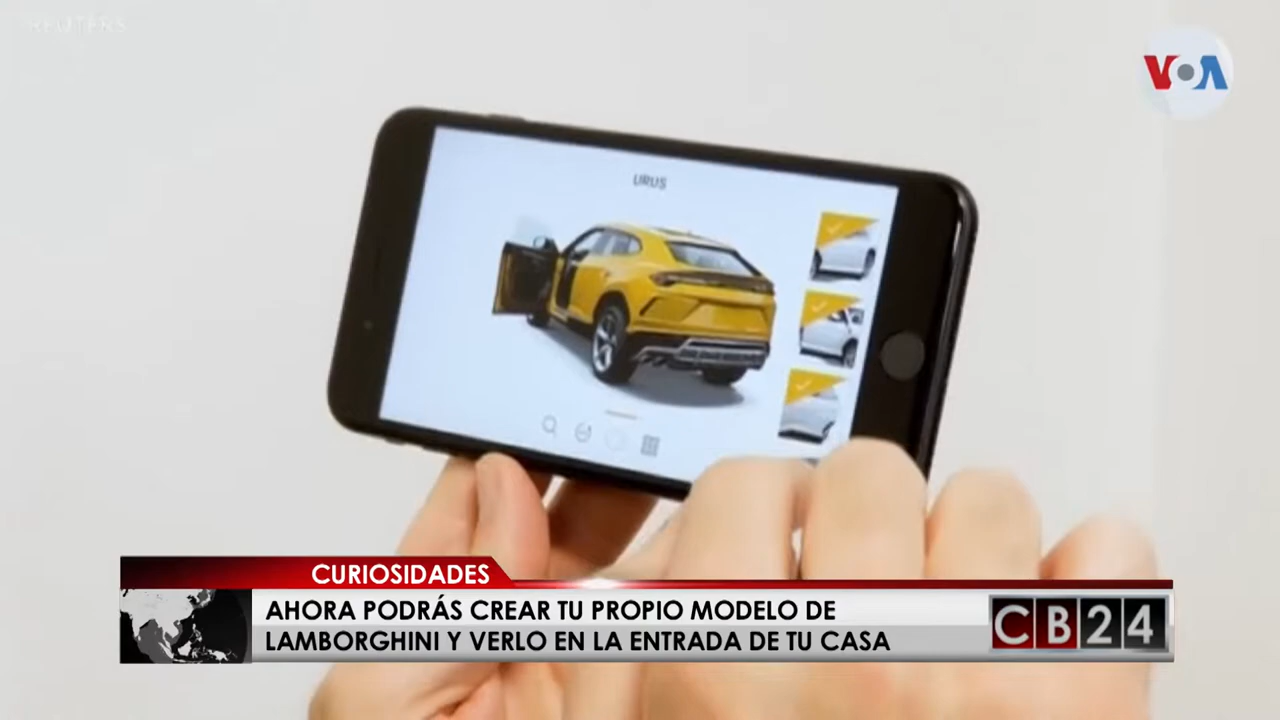 REUTERS
VOA
URUS
CURIOSIDADES
AHORA PODRÁS CREAR TU PROPIO MODELO DE
LAMBORGHINI Y VERLO EN LA ENTRADA DE TU CASA
CB24